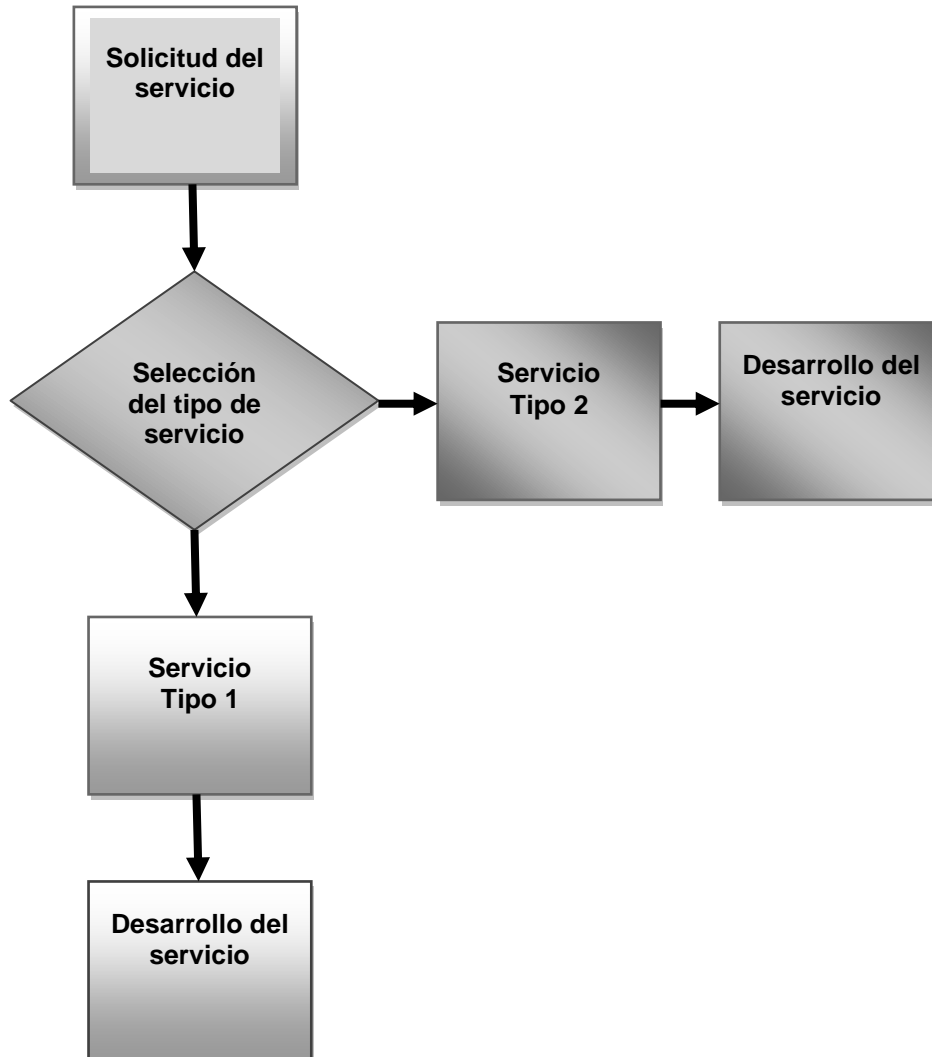 Solicitud del
servicio
Selección
del tipo de
servicio
Servicio
Tipo 2
Desarrollo del
servicio
Servicio
Tipo 1
Desarrollo del
servicio